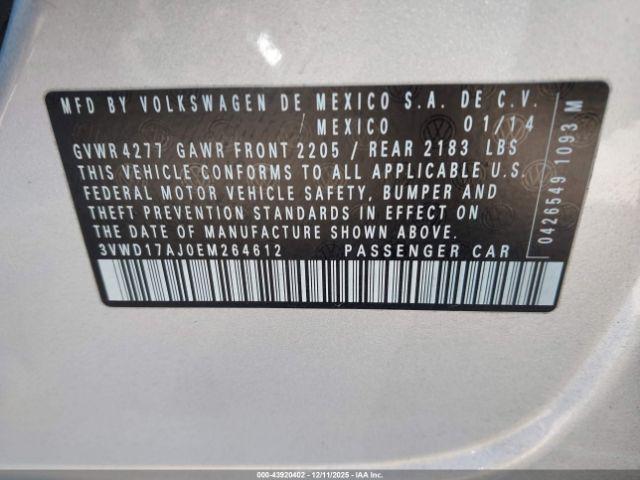 MFD BY VOLKSWAGEN DE MEXICO S.A. DE C.V.
/ MEXICO 01/14
GVWR 4277 GAWR FRONT 2205 / REAR 2183 LBS
THIS VEHICLE CONFORMS TO ALL APPLICABLE U.S.
FEDERAL MOTOR VEHICLE SAFETY, BUMPER AND
THEFT PREVENTION STANDARDS IN EFFECT ON
THE DATE OF MANUFACTURE SHOWN ABOVE.
3VWD17AJ0EM264612 PASSENGER CAR
0426549 1093 M
000-43920402 - 12/11/2025 - IAAI.COM